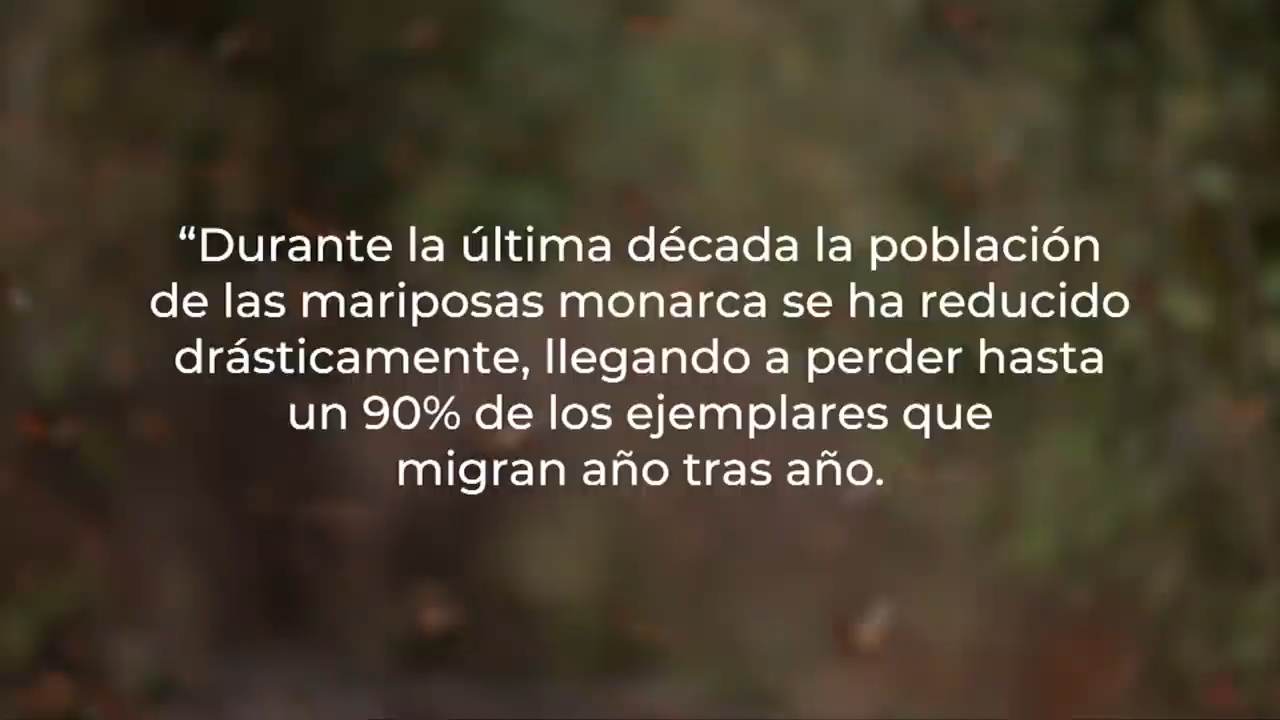 “Durante la última década la población
de las mariposas monarca se ha reducido
drásticamente, llegando a perder hasta
un 90% de los ejemplares que
migran año tras año.